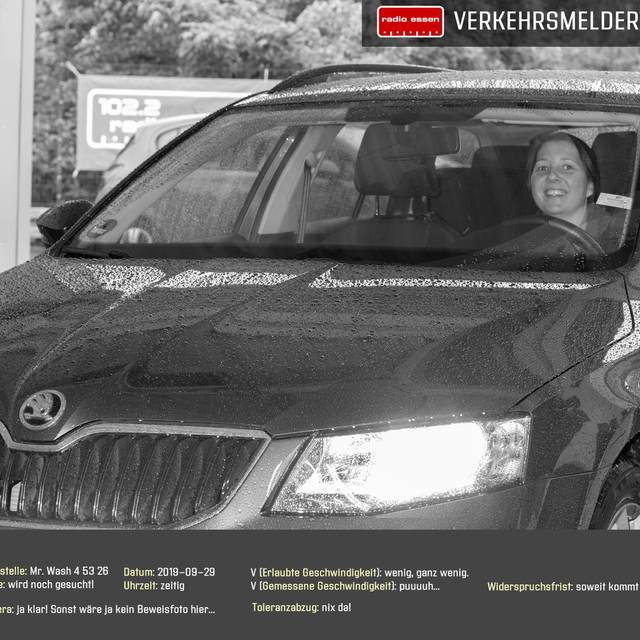 radio essen
VERKEHRSMELDER
102.2
stelle: Mr. Wash 4 53 26
e: wird noch gesucht!
era: ja klar! Sonst wäre ja kein Beweisfoto hier...
Datum: 2019-09-29
Uhrzeit: zeitig
V (Erlaubte Geschwindigkeit): wenig, ganz wenig.
V (Gemessene Geschwindigkeit): puuuuh...
Toleranzabzug: nix da!
Widerspruchsfrist: soweit kommt